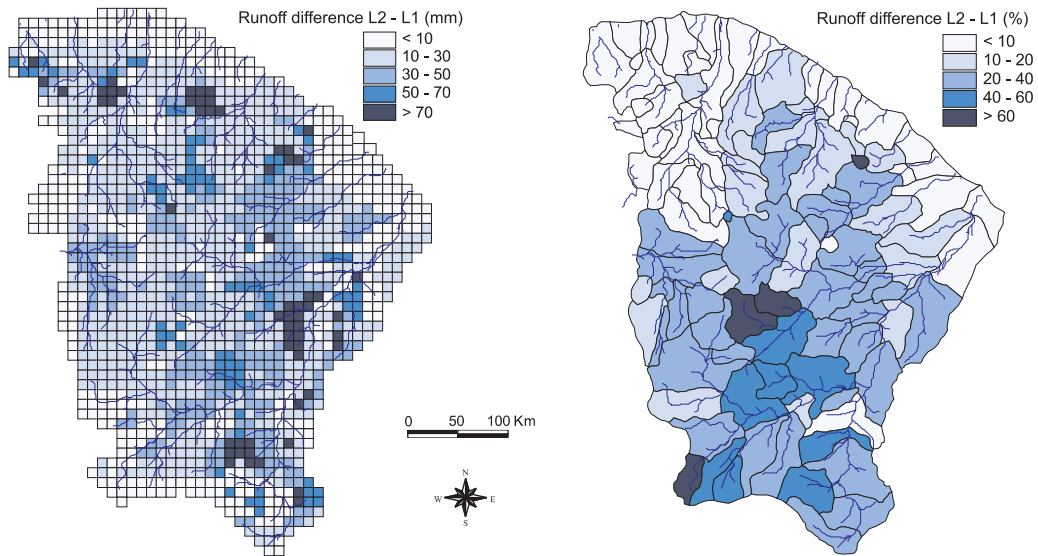 Runoff difference L2 - L1 (mm)
< 10
10 - 30
30 - 50
50 - 70
> 70
Runoff difference L2 - L1 (%)
< 10
10 - 20
20 - 40
40 - 60
> 60
0 50 100 Km
N
W E
S